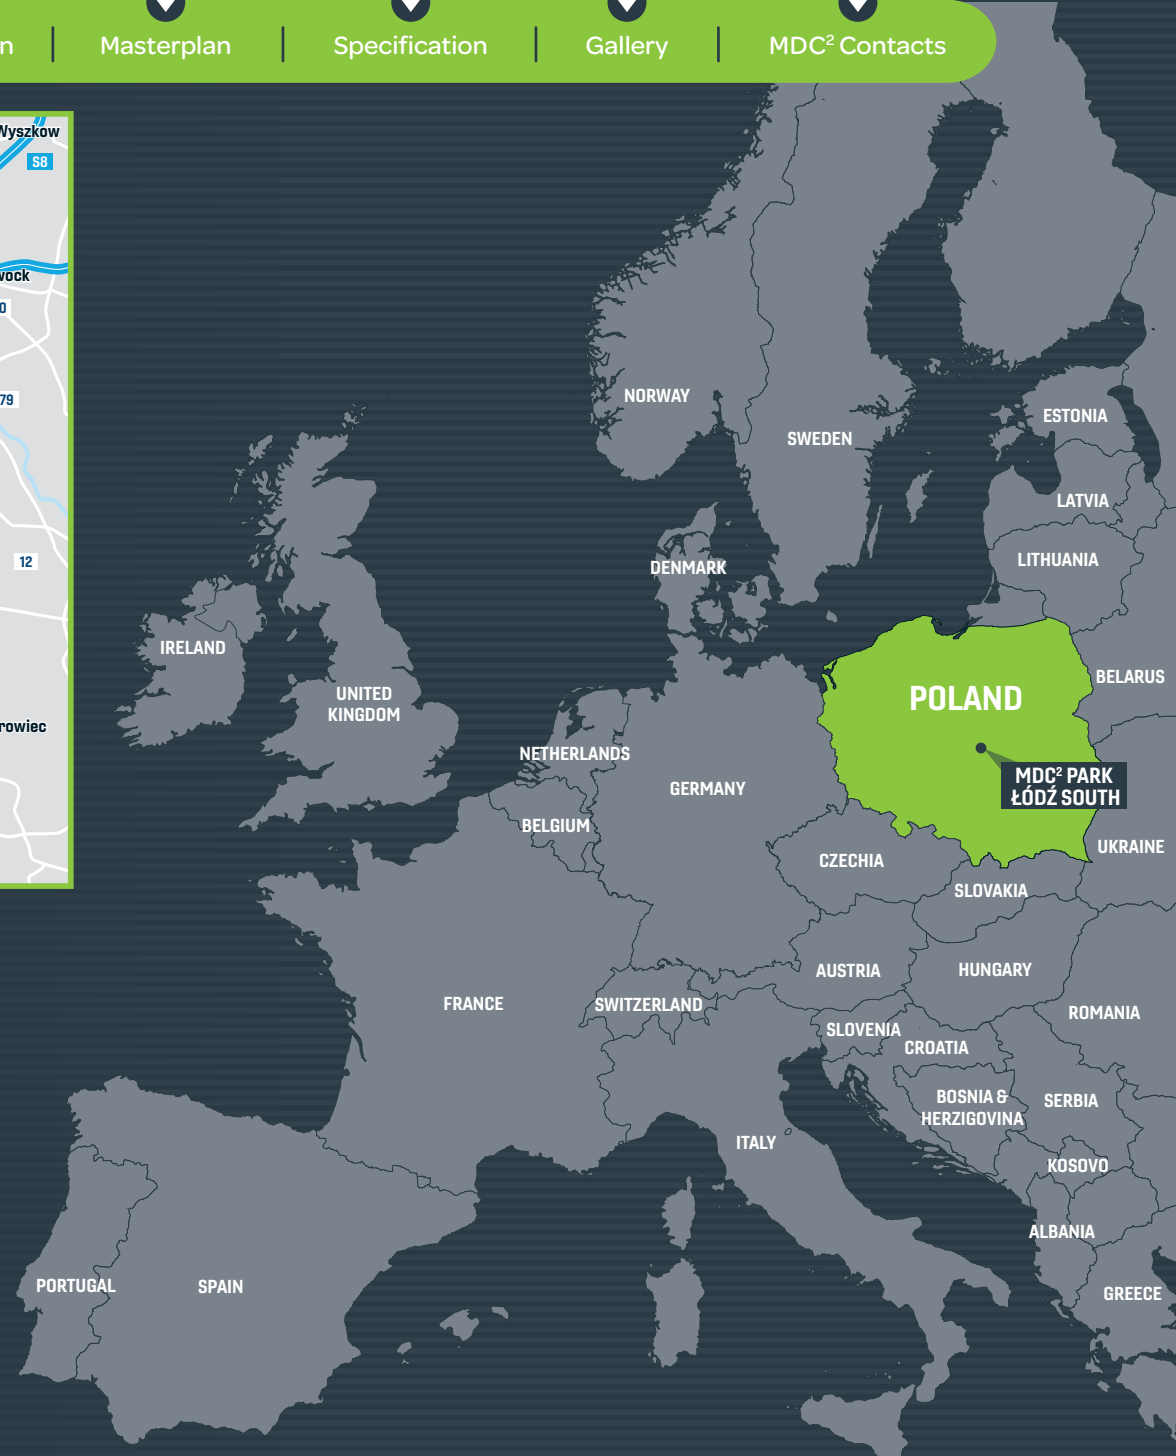 Masterplan
Specification
Gallery
MDC² Contacts
Wyszków
S8
79
12
NORWAY
SWEDEN
ESTONIA
LATVIA
LITHUANIA
DENMARK
IRELAND
UNITED
KINGDOM
BELARUS
POLAND
NETHERLANDS
MDC² PARK
ŁÓDŹ SOUTH
GERMANY
BELGIUM
UKRAINE
CZECHIA
SLOVAKIA
AUSTRIA
HUNGARY
FRANCE
SWITZERLAND
ROMANIA
SLOVENIA
CROATIA
BOSNIA &
HERZIGOVINA
SERBIA
ITALY
KOSOVO
ALBANIA
PORTUGAL
SPAIN
GREECE